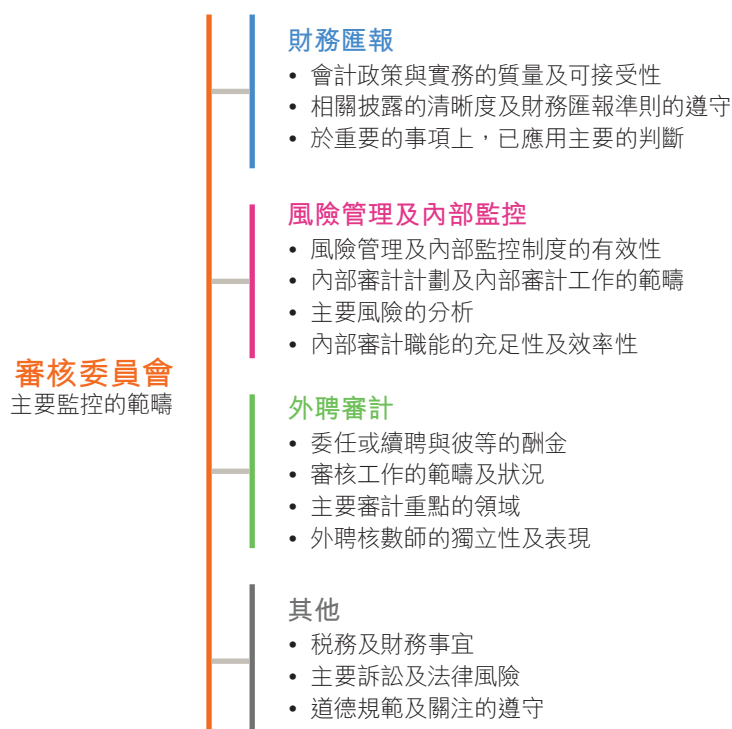 審核委員會
主要監控的範疇
財務匯報
• 會計政策與實務的質量及可接受性
• 相關披露的清晰度及財務匯報準則的遵守
• 於重要的事項上，已應用主要的判斷
風險管理及內部監控
• 風險管理及內部監控制度的有效性
• 內部審計計劃及內部審計工作的範疇
• 主要風險的分析
• 內部審計職能的充足性及效率性
外聘審計
• 委任或續聘與彼等的酬金
• 審核工作的範疇及狀況
• 主要審計重點的領域
• 外聘核數師的獨立性及表現
其他
• 税務及財務事宜
• 主要訴訟及法律風險
• 道德規範及關注的遵守